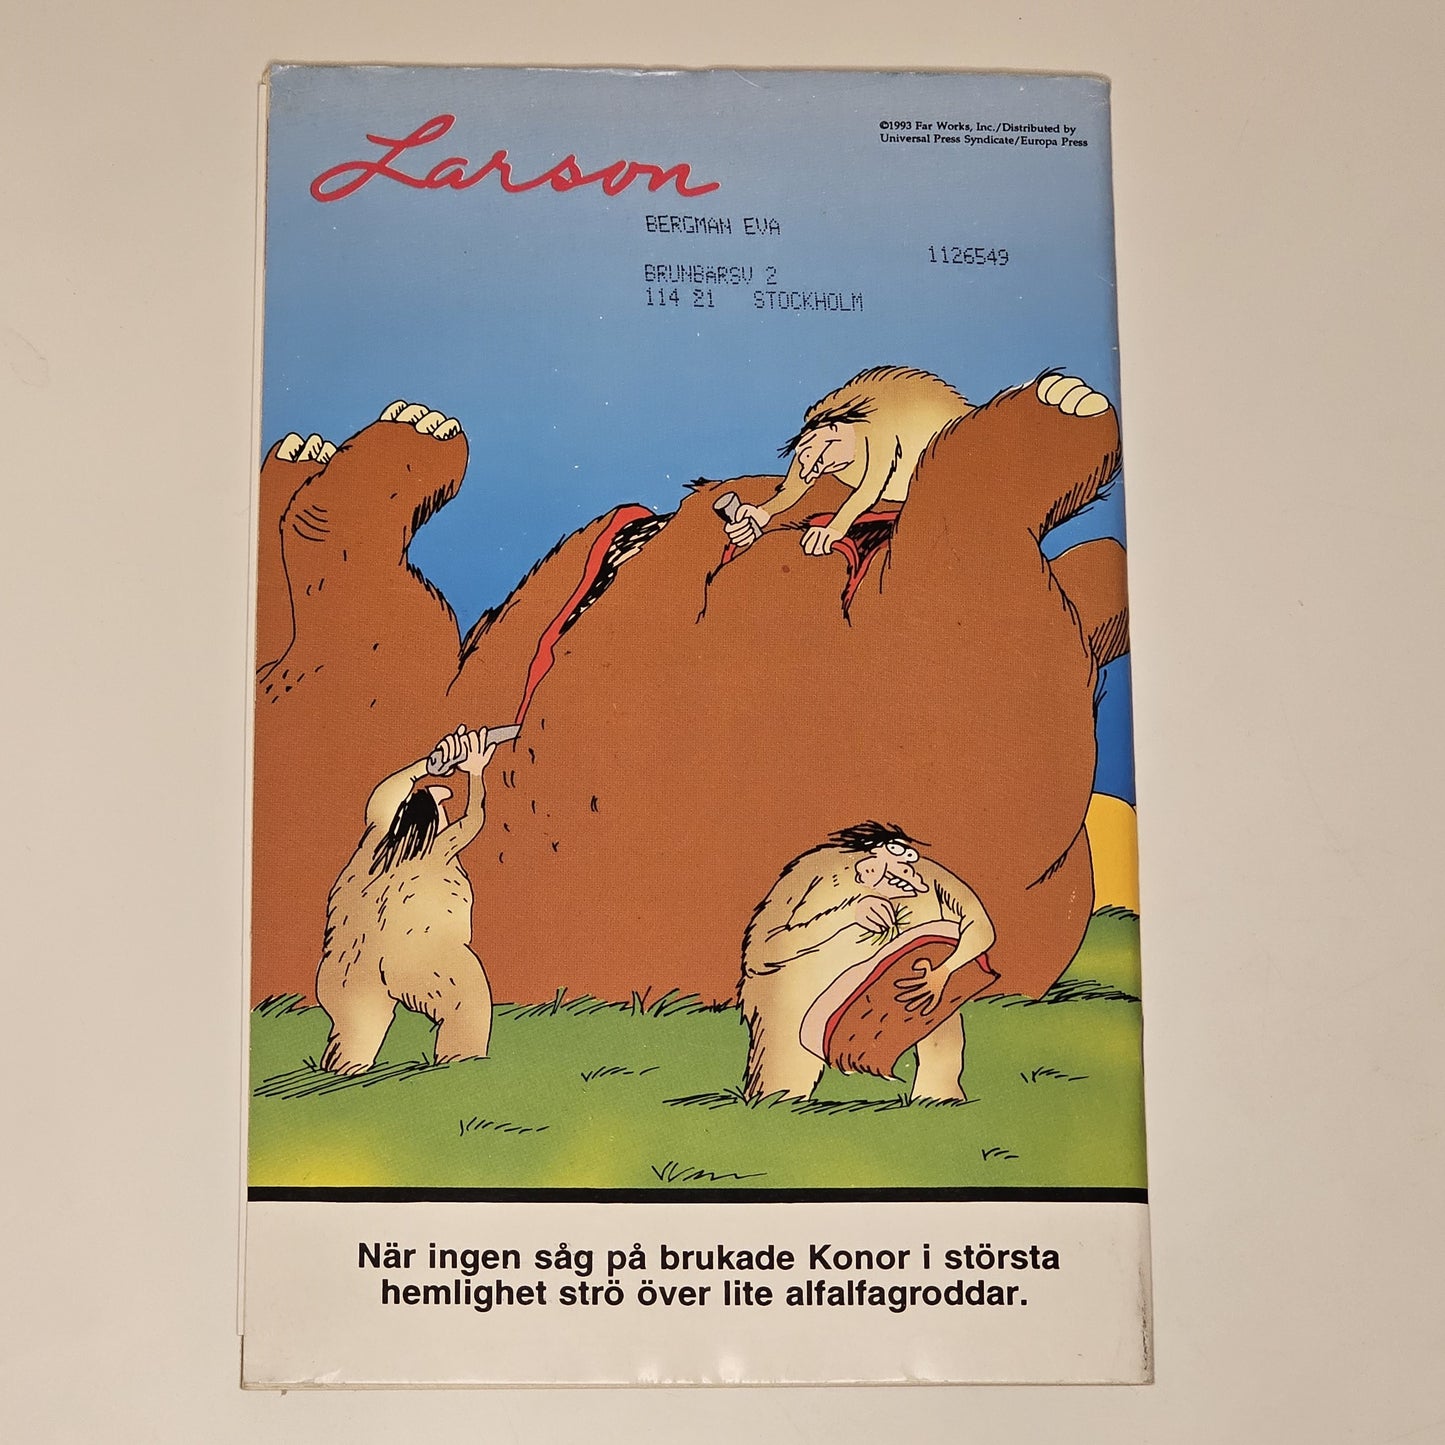 Larson
©1993 Far Works, Inc./Distributed by
Universal Press Syndicate/Europa Press
BERGMAN EVA
1126549
BRUNBÄRSV 2
114 21 STOCKHOLM
När ingen såg på brukade Konor i största
hemlighet strö över lite alfalfagroddar.